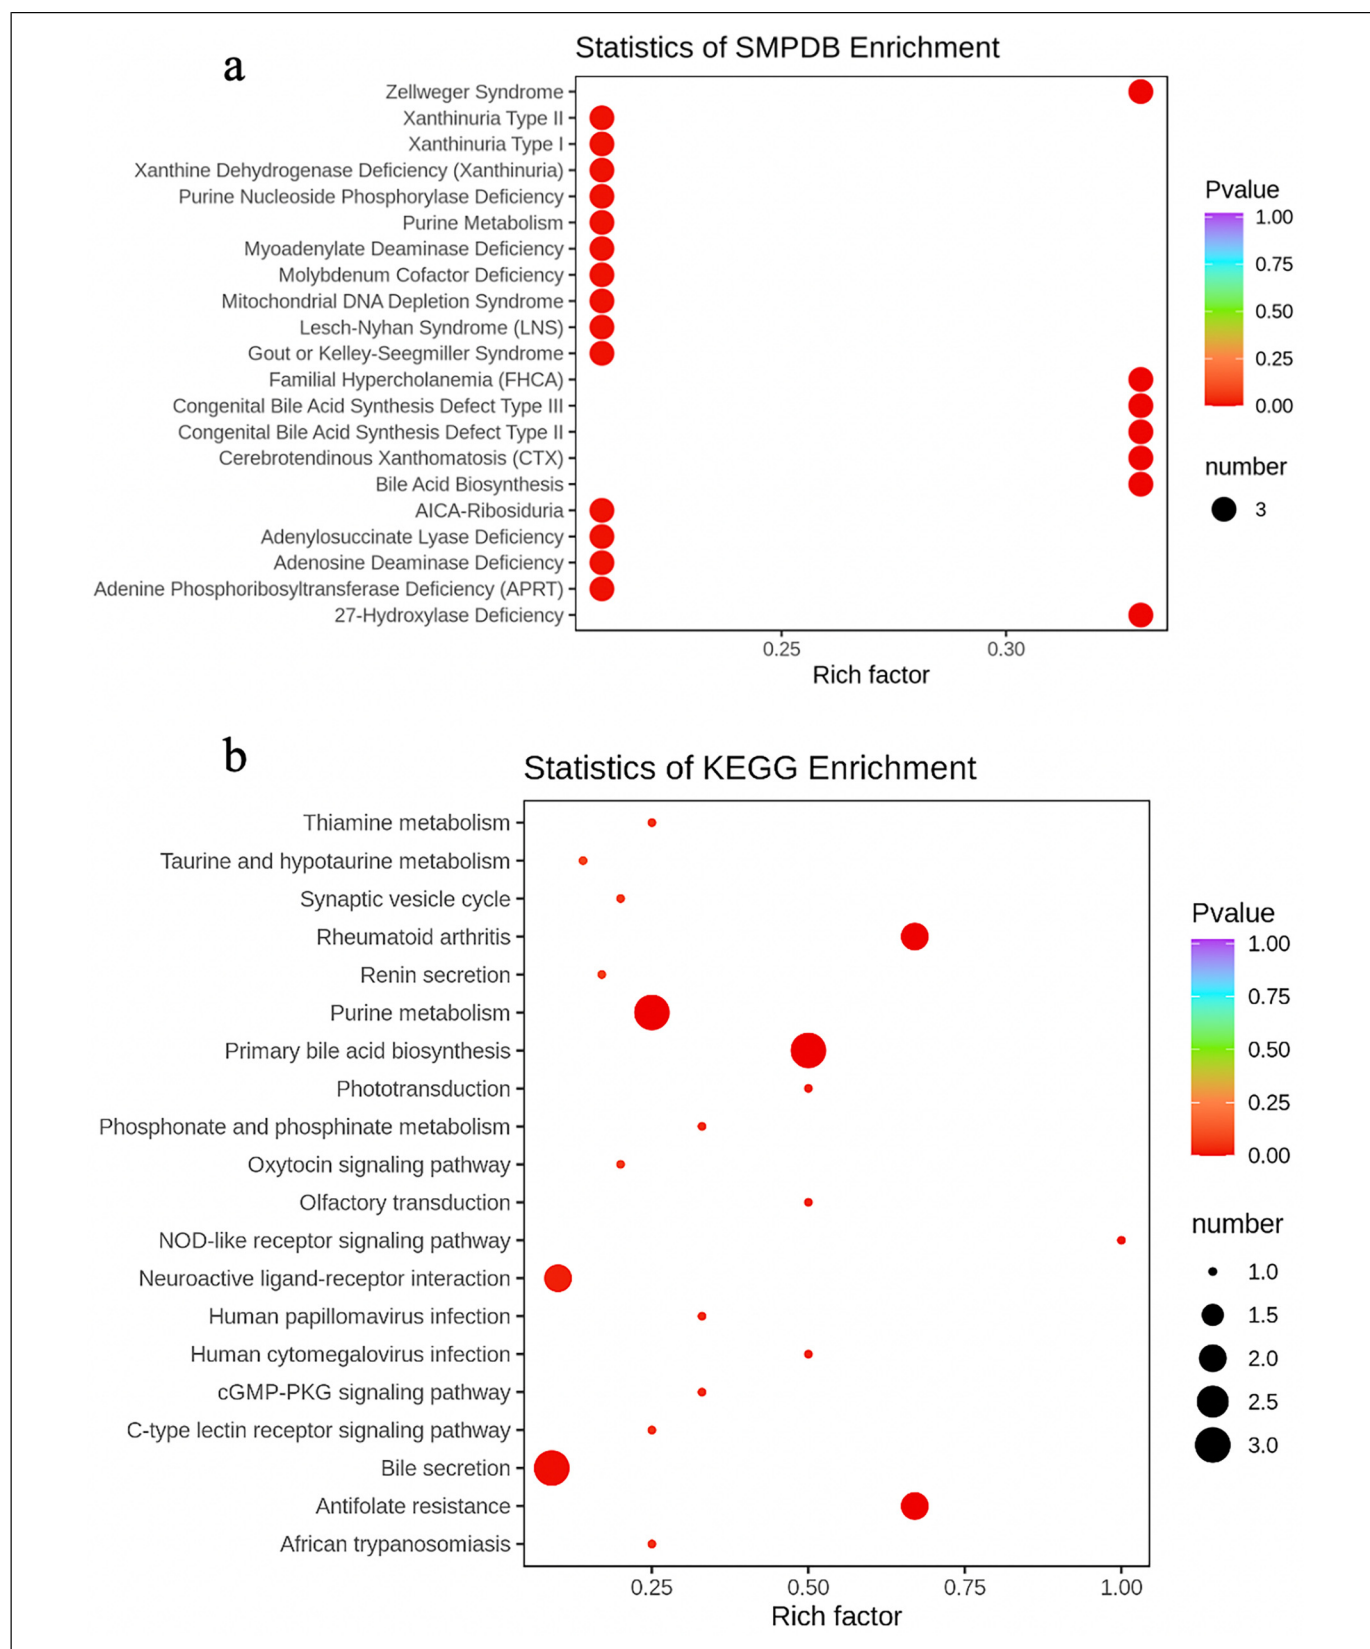 a
Statistics of SMPDB Enrichment
Zellweger Syndrome
Xanthinuria Type II
Xanthinuria Type I
Xanthine Dehydrogenase Deficiency (Xanthinuria)
Purine Nucleoside Phosphorylase Deficiency
Purine Metabolism
Myoadenylate Deaminase Deficiency
Molybdenum Cofactor Deficiency
Mitochondrial DNA Depletion Syndrome
Lesch-Nyhan Syndrome (LNS)
Gout or Kelley-Seegmiller Syndrome
Familial Hypercholanemia (FHCA)
Congenital Bile Acid Synthesis Defect Type III
Congenital Bile Acid Synthesis Defect Type II
Cerebrotendinous Xanthomatosis (CTX)
Bile Acid Biosynthesis
AICA-Ribosiduria
Adenylosuccinate Lyase Deficiency
Adenosine Deaminase Deficiency
Adenine Phosphoribosyltransferase Deficiency (APRT)
27-Hydroxylase Deficiency
0.25 0.30
Rich factor
Pvalue
1.00
0.75
0.50
0.25
0.00
number
3
b
Statistics of KEGG Enrichment
Thiamine metabolism
Taurine and hypotaurine metabolism
Synaptic vesicle cycle
Rheumatoid arthritis
Renin secretion
Purine metabolism
Primary bile acid biosynthesis
Phototransduction
Phosphonate and phosphinate metabolism
Oxytocin signaling pathway
Olfactory transduction
NOD-like receptor signaling pathway
Neuroactive ligand-receptor interaction
Human papillomavirus infection
Human cytomegalovirus infection
cGMP-PKG signaling pathway
C-type lectin receptor signaling pathway
Bile secretion
Antifolate resistance
African trypanosomiasis
0.25 0.50 0.75 1.00
Rich factor
Pvalue
1.00
0.75
0.50
0.25
0.00
number
1.0
1.5
2.0
2.5
3.0